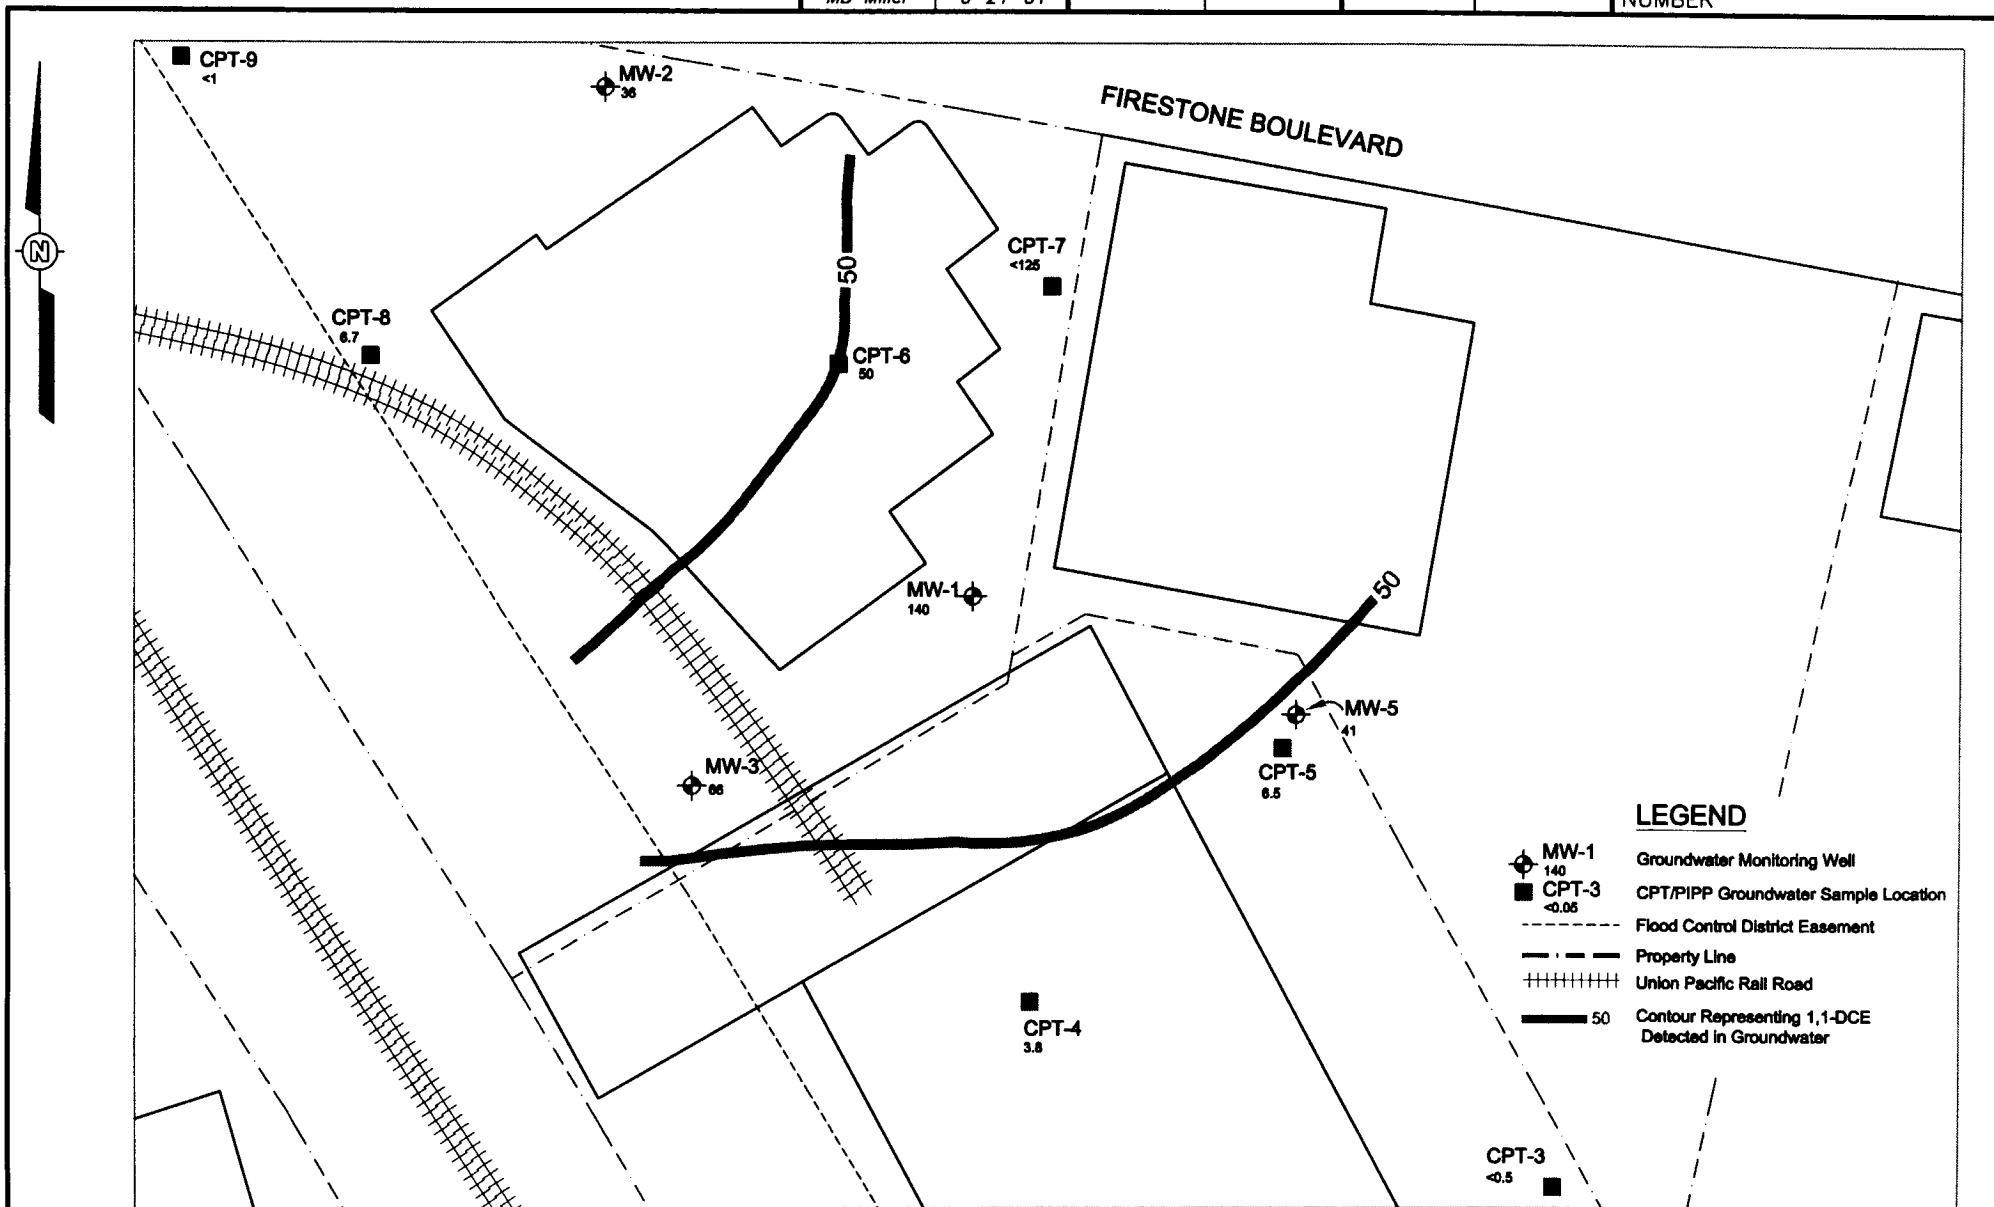 NUMBER
CPT-9
<1
MW-2
36
FIRESTONE BOULEVARD
N
CPT-7
<125
50
CPT-8
6.7
CPT-6
50
MW-1
140
50
MW-5
41
MW-3
66
CPT-5
6.5
LEGEND
MW-1
140
Groundwater Monitoring Well
CPT-3
<0.05
CPT/PIPP Groundwater Sample Location
Flood Control District Easement
Property Line
Union Pacific Rail Road
50
Contour Representing 1,1-DCE
Detected in Groundwater
CPT-4
3.8
CPT-3
<0.5